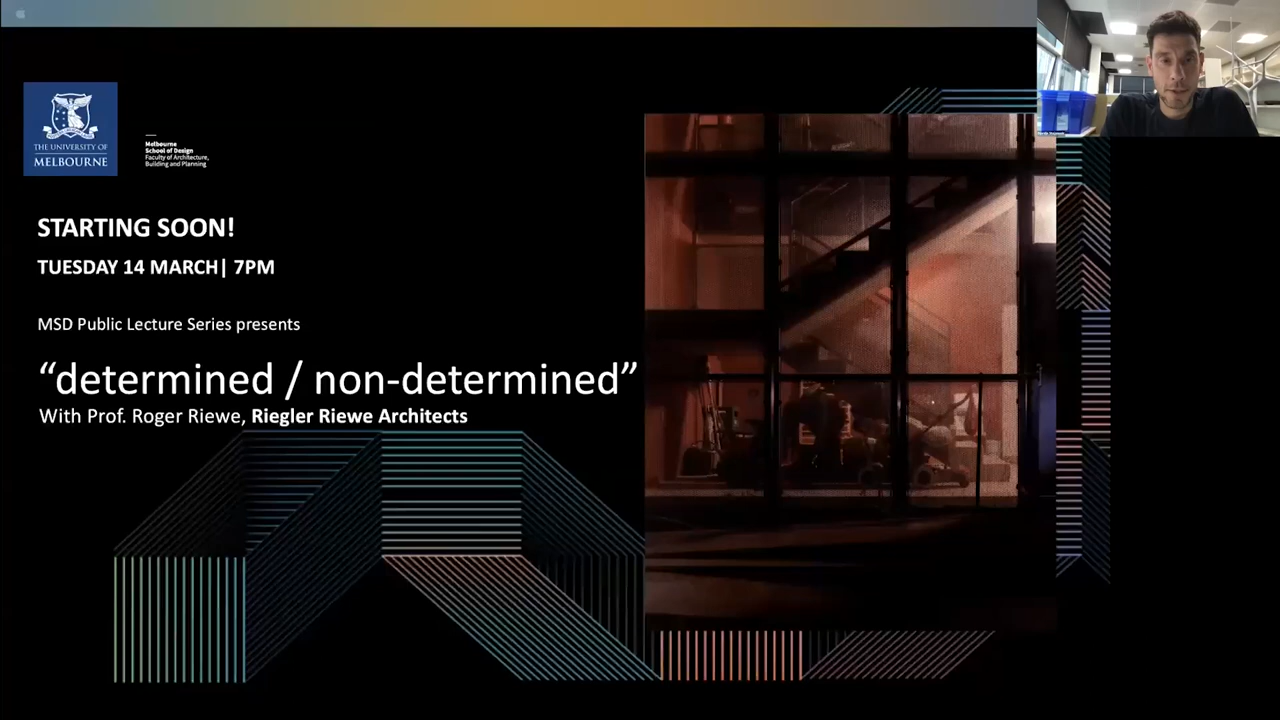 THE UNIVERSITY OF
MELBOURNE
Melbourne
School of Design
Faculty of Architecture,
Building and Planning
STARTING SOON!
TUESDAY 14 MARCH| 7PM
MSD Public Lecture Series presents
“determined / non-determined”
With Prof. Roger Riewe, Riegler Riewe Architects